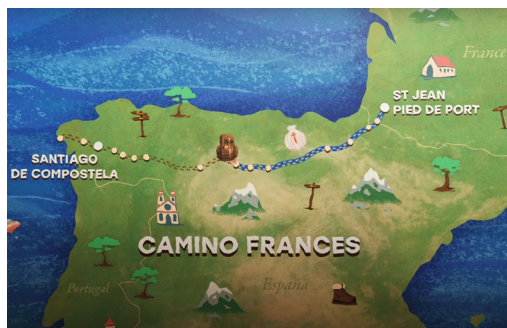 France
ST JEAN
PIED DE PORT
SANTIAGO
DE COMPOSTELA
CAMINO FRANCES
España
Portugal